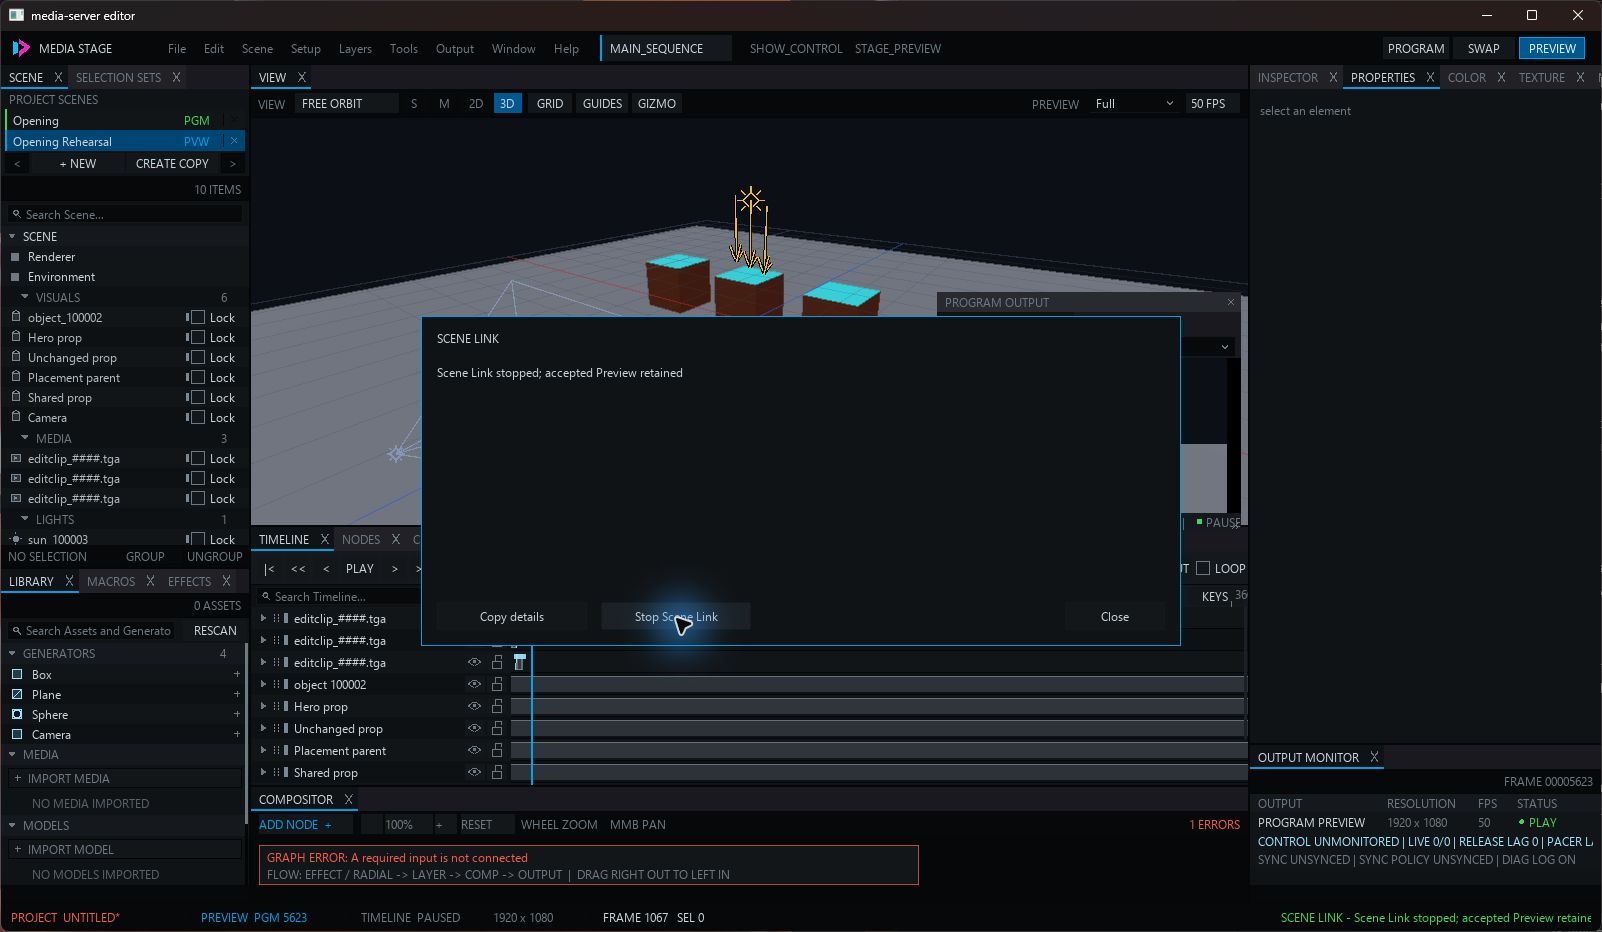 media-server editor
MEDIA STAGE File Edit Scene Setup Layers Tools Output Window Help MAIN_SEQUENCE SHOW_CONTROL STAGE_PREVIEW PROGRAM SWAP PREVIEW
SCENE X SELECTION SETS X
PROJECT SCENES
Opening PGM
Opening Rehearsal PVW
< + NEW CREATE COPY >
10 ITEMS
Search Scene...
SCENE
Renderer
Environment
VISUALS 6
object_100002 Lock
Hero prop Lock
Unchanged prop Lock
Placement parent Lock
Shared prop Lock
Camera Lock
MEDIA 3
editclip_####.tga Lock
editclip_####.tga Lock
editclip_####.tga Lock
LIGHTS 1
sun_100003 Lock
NO SELECTION GROUP UNGROUP
LIBRARY X MACROS X EFFECTS X
0 ASSETS
Search Assets and Generato RESCAN
GENERATORS 4
Box +
Plane +
Sphere +
Camera +
MEDIA
+ IMPORT MEDIA
NO MEDIA IMPORTED
MODELS
+ IMPORT MODEL
NO MODELS IMPORTED
VIEW X
VIEW FREE ORBIT S M 2D 3D GRID GUIDES GIZMO PREVIEW Full 50 FPS
PROGRAM OUTPUT
SCENE LINK
Scene Link stopped; accepted Preview retained
Copy details Stop Scene Link Close
PAUSE
TIMELINE X NODES X
|< << < PLAY > LOOP
Search Timeline... KEYS
editclip_####.tga
editclip_####.tga
editclip_####.tga
object 100002
Hero prop
Unchanged prop
Placement parent
Shared prop
COMPOSITOR X
ADD NODE + 100% + RESET WHEEL ZOOM MMB PAN 1 ERRORS
GRAPH ERROR: A required input is not connected
FLOW: EFFECT / RADIAL -> LAYER -> COMP -> OUTPUT | DRAG RIGHT OUT TO LEFT IN
INSPECTOR X PROPERTIES X COLOR X TEXTURE X
select an element
OUTPUT MONITOR X
FRAME 00005623
OUTPUT RESOLUTION FPS STATUS
PROGRAM PREVIEW 1920 x 1080 50 PLAY
CONTROL UNMONITORED | LIVE 0/0 | RELEASE LAG 0 | PACER
SYNC UNSYNCED | SYNC POLICY UNSYNCED | DIAG LOG ON
PROJECT UNTITLED* PREVIEW PGM 5623 TIMELINE PAUSED 1920 x 1080 FRAME 1067 SEL 0 SCENE LINK - Scene Link stopped; accepted Preview retaine